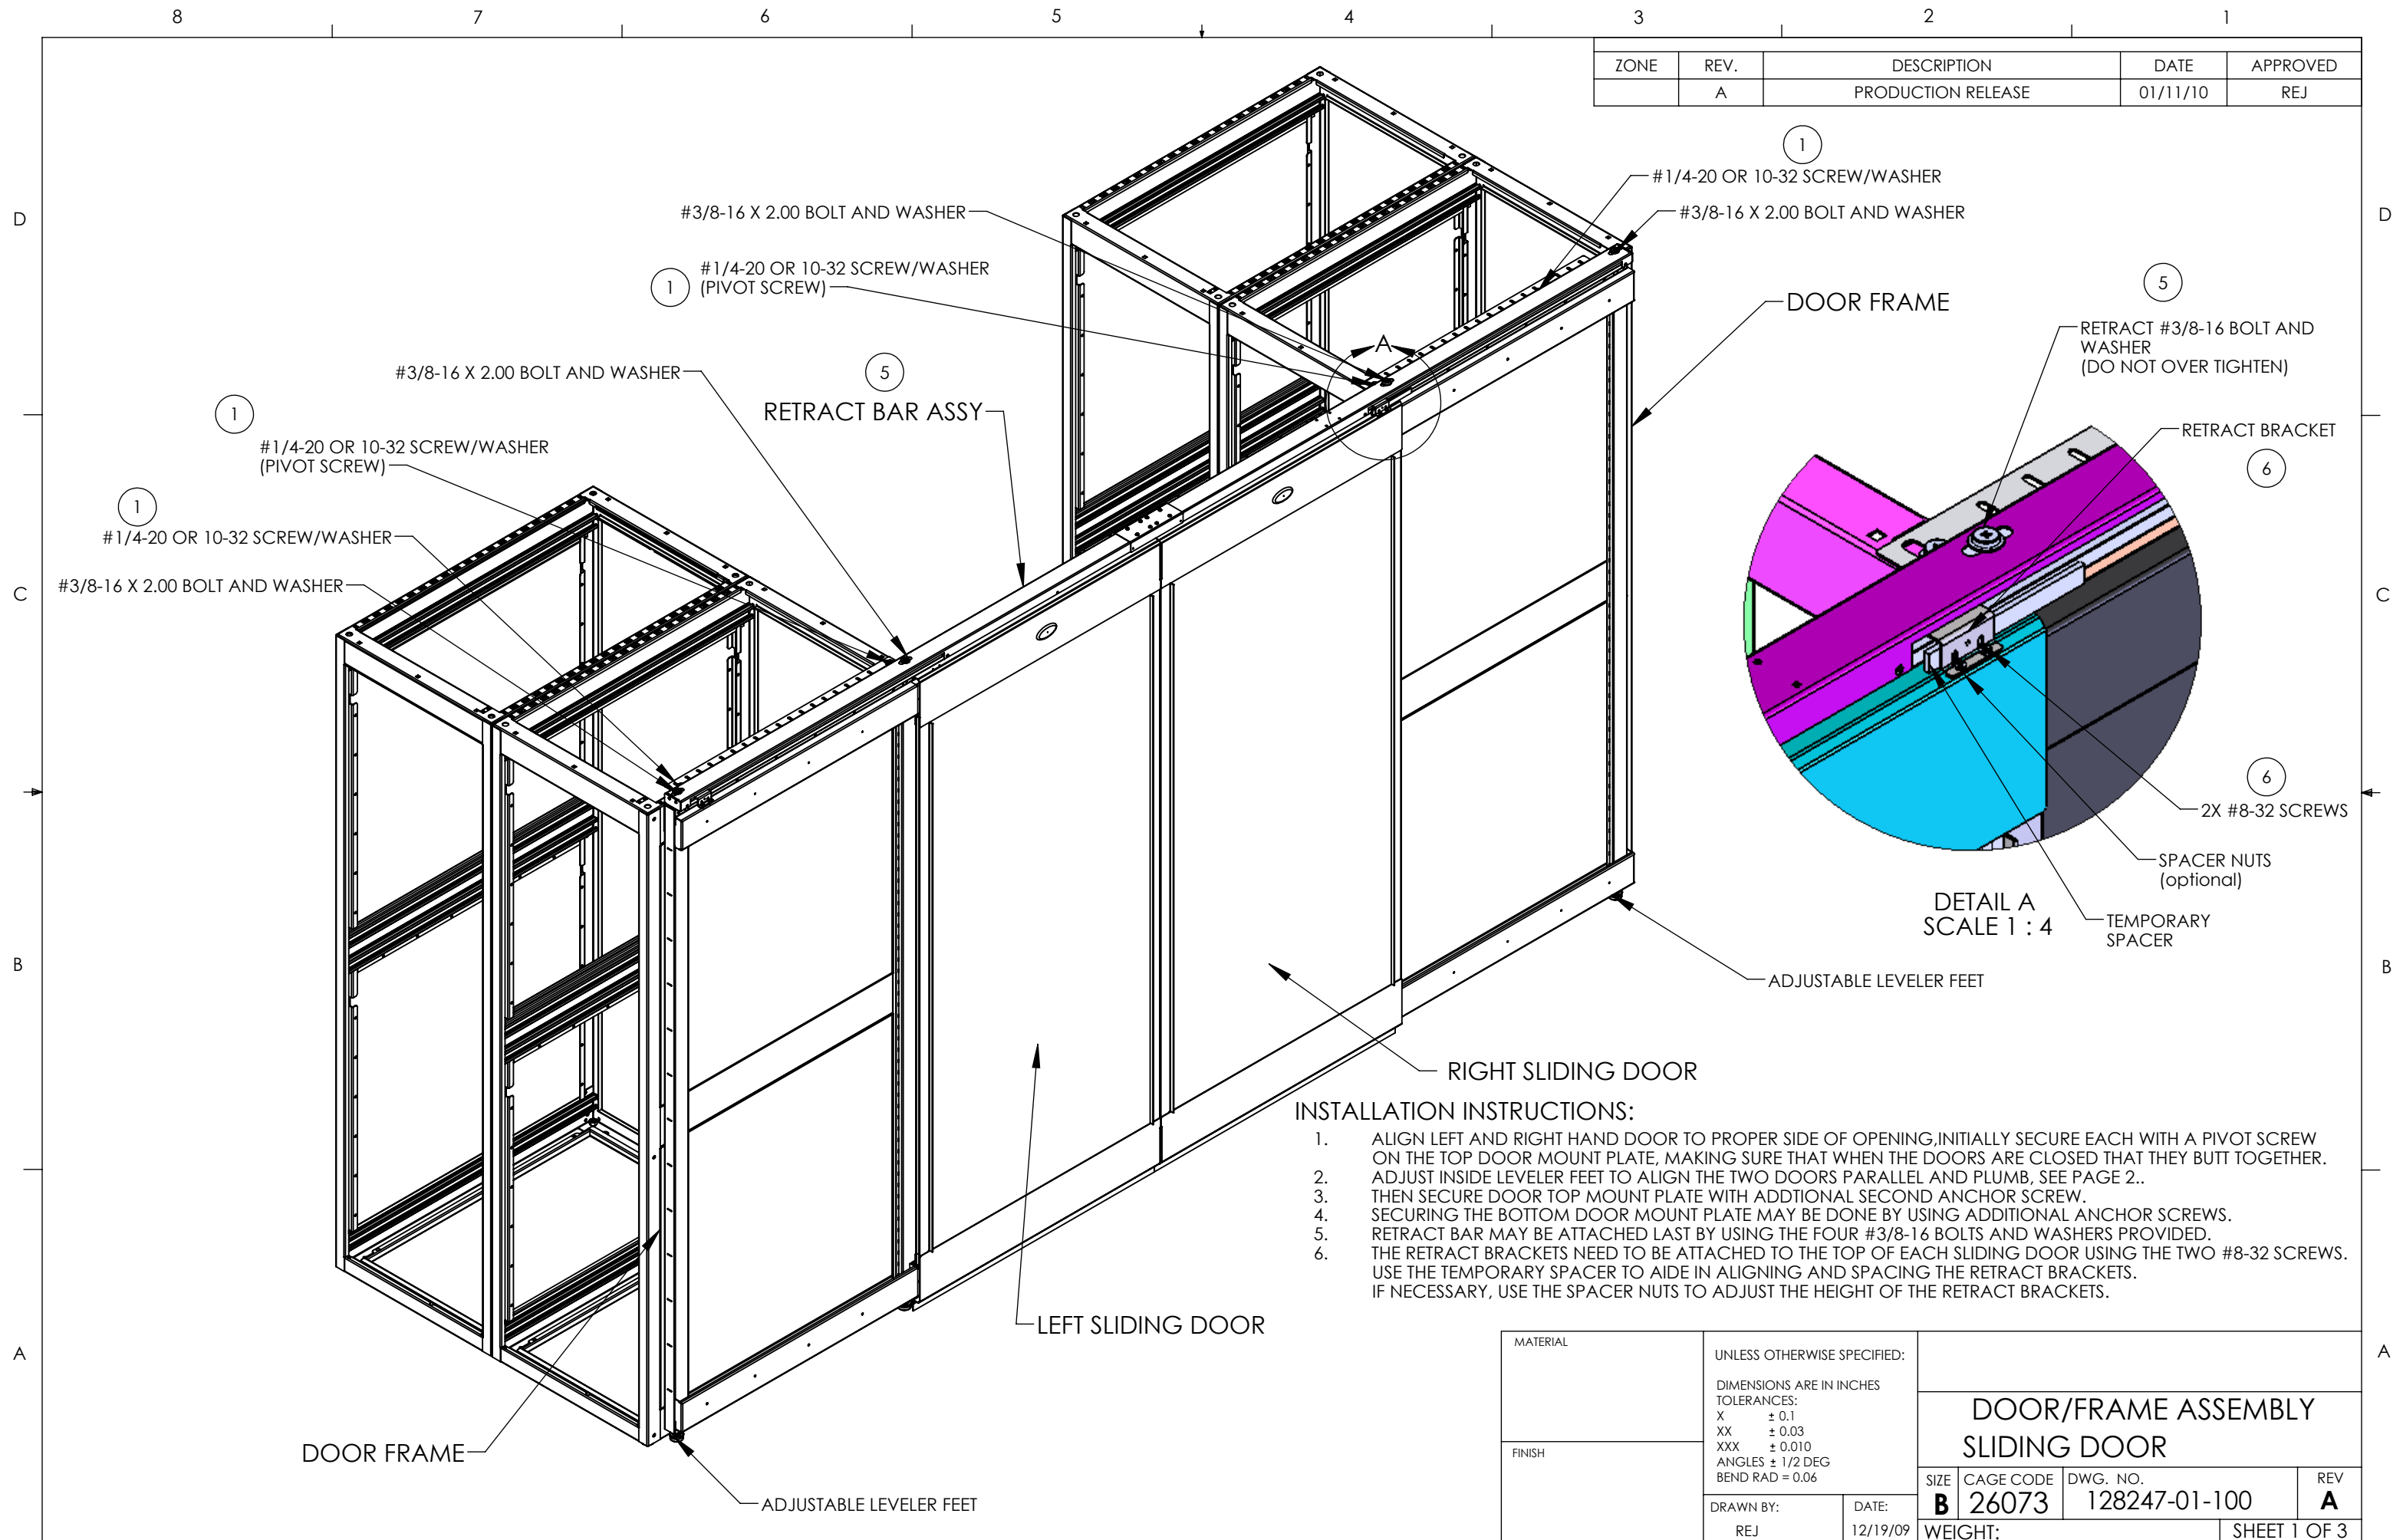 8 7 6 5 4 3 2 1
ZONE REV. DESCRIPTION DATE APPROVED
A PRODUCTION RELEASE 01/11/10 REJ
D
D
1
#1/4-20 OR 10-32 SCREW/WASHER
#3/8-16 X 2.00 BOLT AND WASHER
#3/8-16 X 2.00 BOLT AND WASHER
#1/4-20 OR 10-32 SCREW/WASHER
1 (PIVOT SCREW)
DOOR FRAME
5
RETRACT #3/8-16 BOLT AND
WASHER
(DO NOT OVER TIGHTEN)
A
#3/8-16 X 2.00 BOLT AND WASHER
5
RETRACT BAR ASSY
1
#1/4-20 OR 10-32 SCREW/WASHER
(PIVOT SCREW)
RETRACT BRACKET
6
1
#1/4-20 OR 10-32 SCREW/WASHER
#3/8-16 X 2.00 BOLT AND WASHER
C
C
6
2X #8-32 SCREWS
SPACER NUTS
(optional)
DETAIL A
SCALE 1 : 4
TEMPORARY
SPACER
B
B
ADJUSTABLE LEVELER FEET
RIGHT SLIDING DOOR
INSTALLATION INSTRUCTIONS:
1. ALIGN LEFT AND RIGHT HAND DOOR TO PROPER SIDE OF OPENING,INITIALLY SECURE EACH WITH A PIVOT SCREW
ON THE TOP DOOR MOUNT PLATE, MAKING SURE THAT WHEN THE DOORS ARE CLOSED THAT THEY BUTT TOGETHER.
2. ADJUST INSIDE LEVELER FEET TO ALIGN THE TWO DOORS PARALLEL AND PLUMB, SEE PAGE 2..
3. THEN SECURE DOOR TOP MOUNT PLATE WITH ADDTIONAL SECOND ANCHOR SCREW.
4. SECURING THE BOTTOM DOOR MOUNT PLATE MAY BE DONE BY USING ADDITIONAL ANCHOR SCREWS.
5. RETRACT BAR MAY BE ATTACHED LAST BY USING THE FOUR #3/8-16 BOLTS AND WASHERS PROVIDED.
6. THE RETRACT BRACKETS NEED TO BE ATTACHED TO THE TOP OF EACH SLIDING DOOR USING THE TWO #8-32 SCREWS.
USE THE TEMPORARY SPACER TO AIDE IN ALIGNING AND SPACING THE RETRACT BRACKETS.
IF NECESSARY, USE THE SPACER NUTS TO ADJUST THE HEIGHT OF THE RETRACT BRACKETS.
LEFT SLIDING DOOR
A
A
DOOR FRAME
ADJUSTABLE LEVELER FEET
MATERIAL
FINISH
UNLESS OTHERWISE SPECIFIED:
DIMENSIONS ARE IN INCHES
TOLERANCES:
X ± 0.1
XX ± 0.03
XXX ± 0.010
ANGLES ± 1/2 DEG
BEND RAD = 0.06
DRAWN BY: DATE:
REJ 12/19/09
DOOR/FRAME ASSEMBLY
SLIDING DOOR
SIZE CAGE CODE DWG. NO. REV
B 26073 128247-01-100 A
WEIGHT: SHEET 1 OF 3